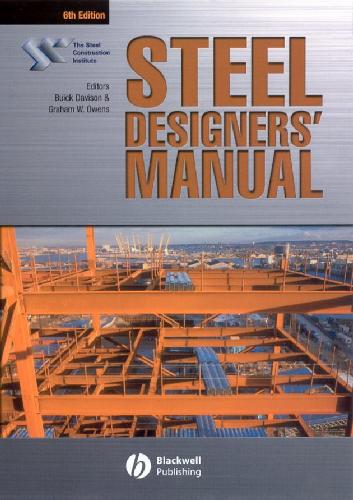 6th Edition
The Steel
Construction
Institute
Editors
Buick Davison &
Graham W. Owens
STEEL
DESIGNERS'
MANUAL
Blackwell
Publishing